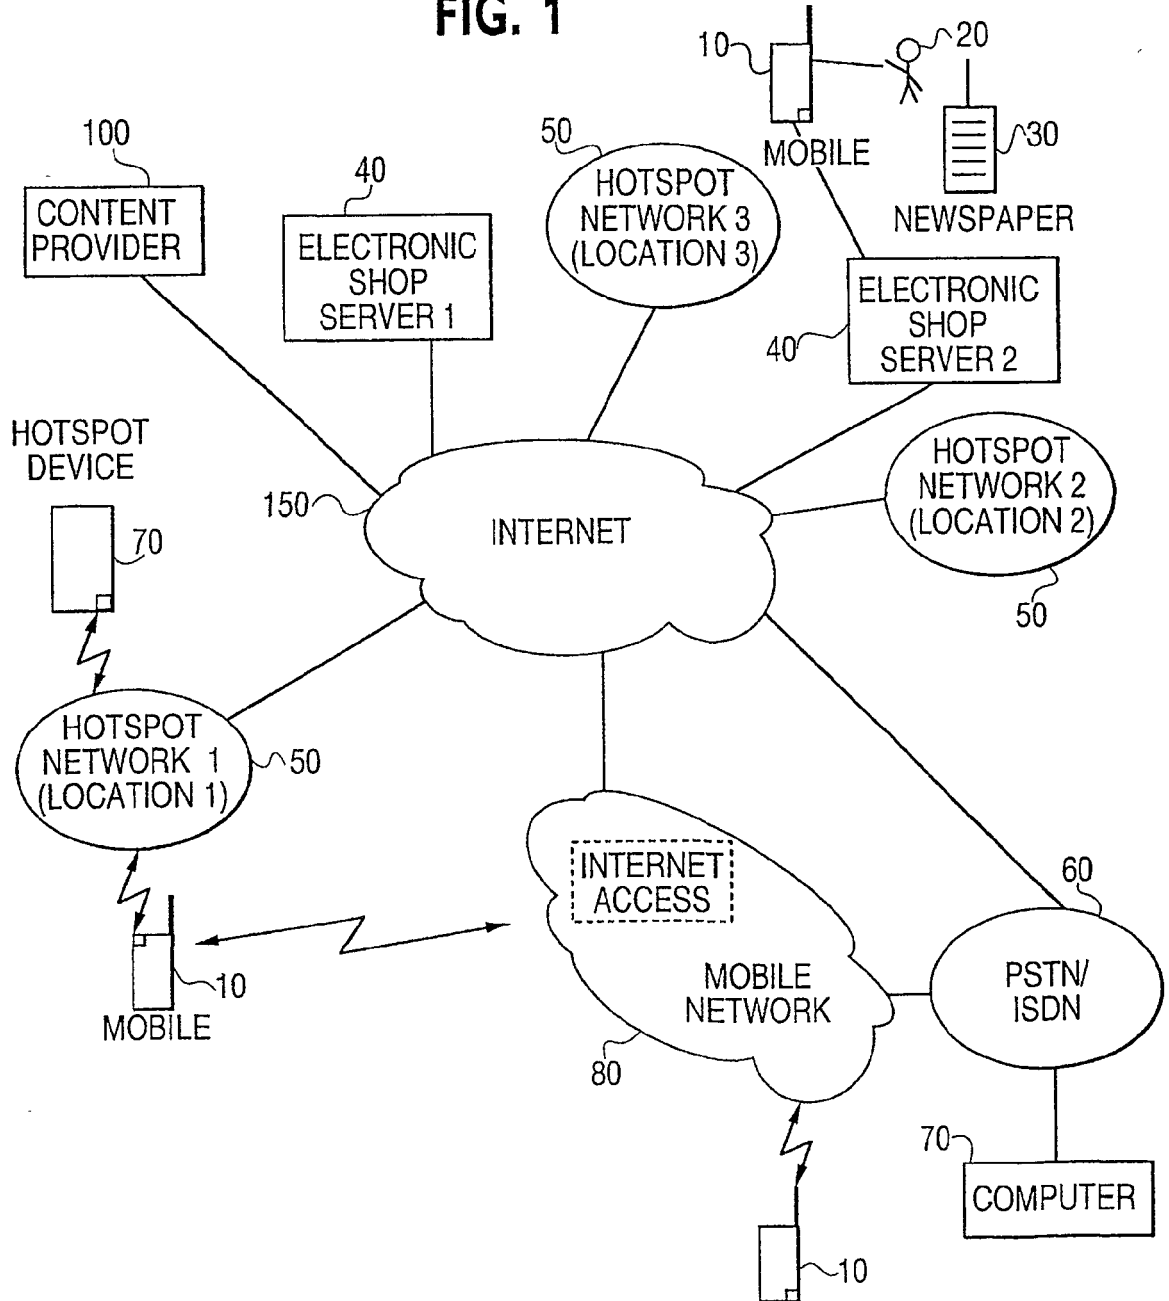 FIG. 1
10
20
30
MOBILE
NEWSPAPER
100
CONTENT
PROVIDER
40
ELECTRONIC
SHOP
SERVER 1
50
HOTSPOT
NETWORK 3
(LOCATION 3)
40
ELECTRONIC
SHOP
SERVER 2
HOTSPOT
DEVICE
70
150
INTERNET
HOTSPOT
NETWORK 2
(LOCATION 2)
50
HOTSPOT
NETWORK 1
(LOCATION 1)
50
10
MOBILE
INTERNET
ACCESS
MOBILE
NETWORK
80
60
PSTN/
ISDN
70
COMPUTER
10